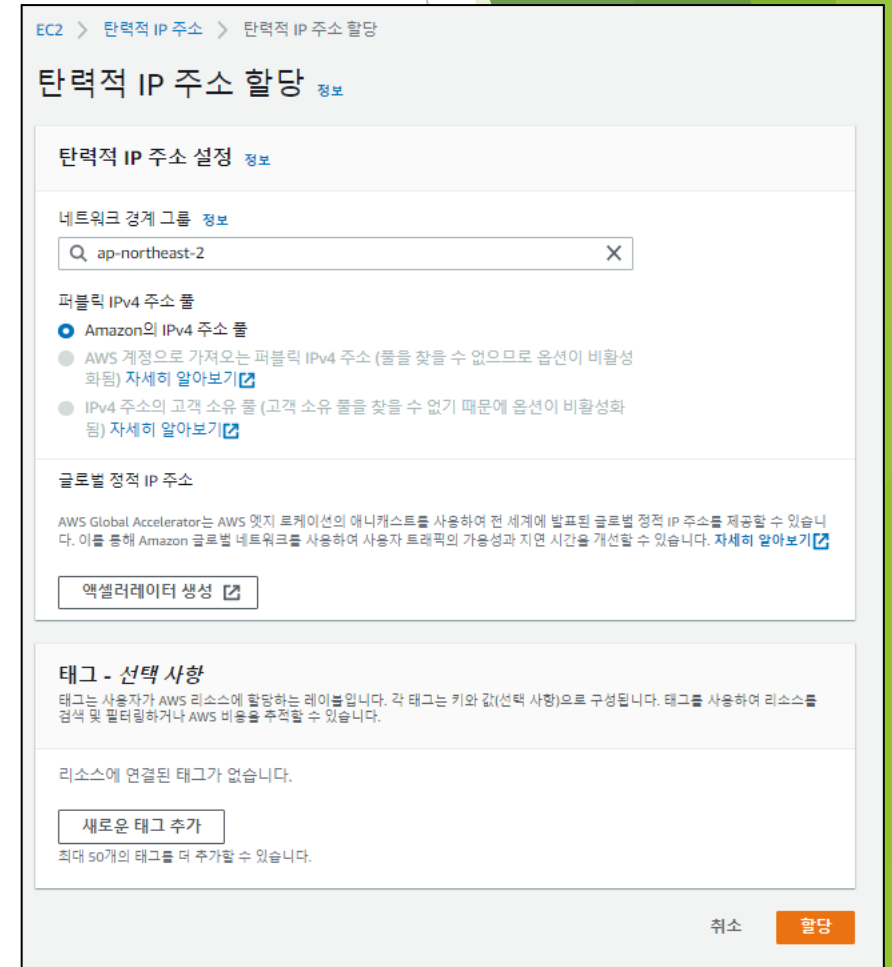 EC2 > 탄력적 IP 주소 > 탄력적 IP 주소 할당
탄력적 IP 주소 할당 정보
탄력적 IP 주소 설정 정보
네트워크 경계 그룹 정보
ap-northeast-2
퍼블릭 IPv4 주소 풀
Amazon의 IPv4 주소 풀
AWS 계정으로 가져오는 퍼블릭 IPv4 주소 (풀을 찾을 수 없으므로 옵션이 비활성
화됨) 자세히 알아보기
IPv4 주소의 고객 소유 풀 (고객 소유 풀을 찾을 수 없기 때문에 옵션이 비활성화
됨) 자세히 알아보기
글로벌 정적 IP 주소
AWS Global Accelerator는 AWS 엣지 로케이션의 애니캐스트를 사용하여 전 세계에 발표된 글로벌 정적 IP 주소를 제공할 수 있습니
다. 이를 통해 Amazon 글로벌 네트워크를 사용하여 사용자 트래픽의 가용성과 지연 시간을 개선할 수 있습니다. 자세히 알아보기
액셀러레이터 생성
태그 - 선택 사항
태그는 사용자가 AWS 리소스에 할당하는 레이블입니다. 각 태그는 키와 값(선택 사항)으로 구성됩니다. 태그를 사용하여 리소스를
검색 및 필터링하거나 AWS 비용을 추적할 수 있습니다.
리소스에 연결된 태그가 없습니다.
새로운 태그 추가
최대 50개의 태그를 더 추가할 수 있습니다.
취소 할당